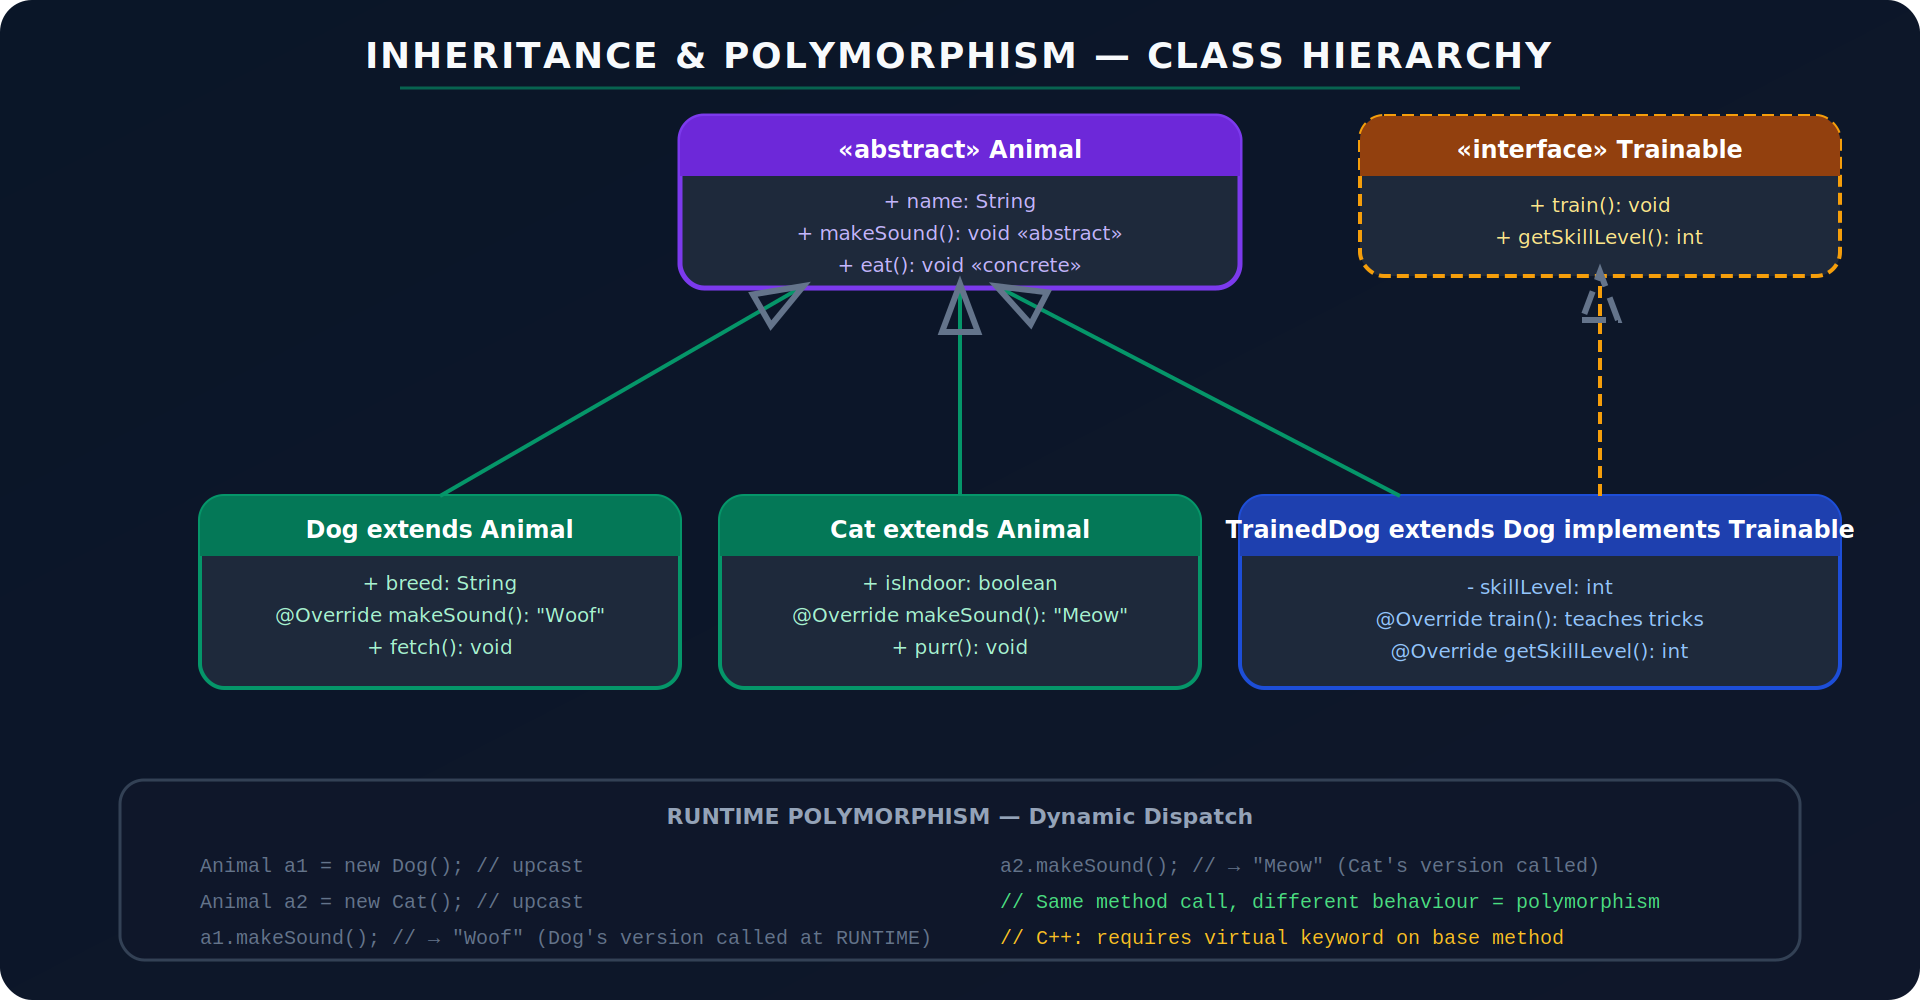 INHERITANCE & POLYMORPHISM — CLASS HIERARCHY
«abstract» Animal
+ name: String
+ makeSound(): void «abstract»
+ eat(): void «concrete»
«interface» Trainable
+ train(): void
+ getSkillLevel(): int
Dog extends Animal
+ breed: String
@Override makeSound(): "Woof"
+ fetch(): void
Cat extends Animal
+ isIndoor: boolean
@Override makeSound(): "Meow"
+ purr(): void
TrainedDog extends Dog implements Trainable
- skillLevel: int
@Override train(): teaches tricks
@Override getSkillLevel(): int
RUNTIME POLYMORPHISM — Dynamic Dispatch
Animal a1 = new Dog(); // upcast
Animal a2 = new Cat(); // upcast
a1.makeSound(); // → "Woof" (Dog's version called at RUNTIME)
a2.makeSound(); // → "Meow" (Cat's version called)
// Same method call, different behaviour = polymorphism
// C++: requires virtual keyword on base method